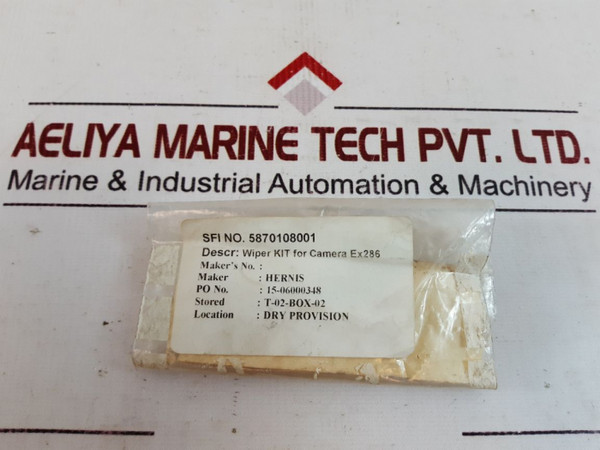 AELIYA MARINE TECH PVT. LTD.
Marine & Industrial Automation & Machinery
SFI NO. 5870108001
Descr: Wiper KIT for Camera Ex286
Maker's No. :
Maker : HERNIS
PO No. : 15-06000348
Stored : T-02-BOX-02
Location : DRY PROVISION